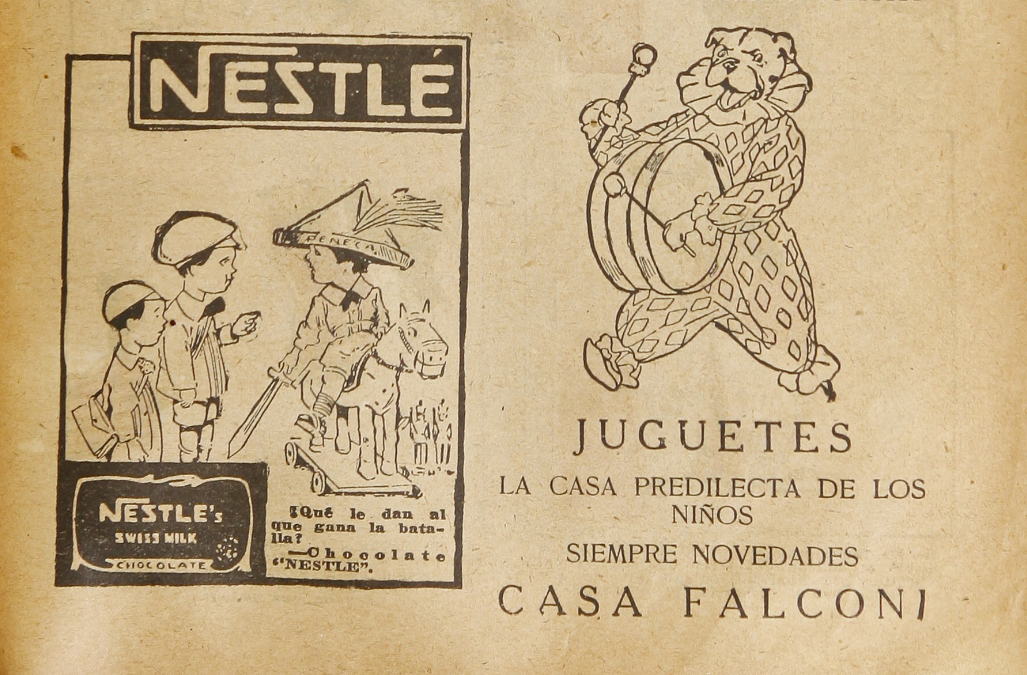 NESTLÉ
PENECA
NESTLE's
SWISS MILK
CHOCOLATE
¿Qué le dan al
que gana la bata-
lla?
—Chocolate
“NESTLE”.
JUGUETES
LA CASA PREDILECTA DE LOS
NIÑOS
SIEMPRE NOVEDADES
CASA FALCONI